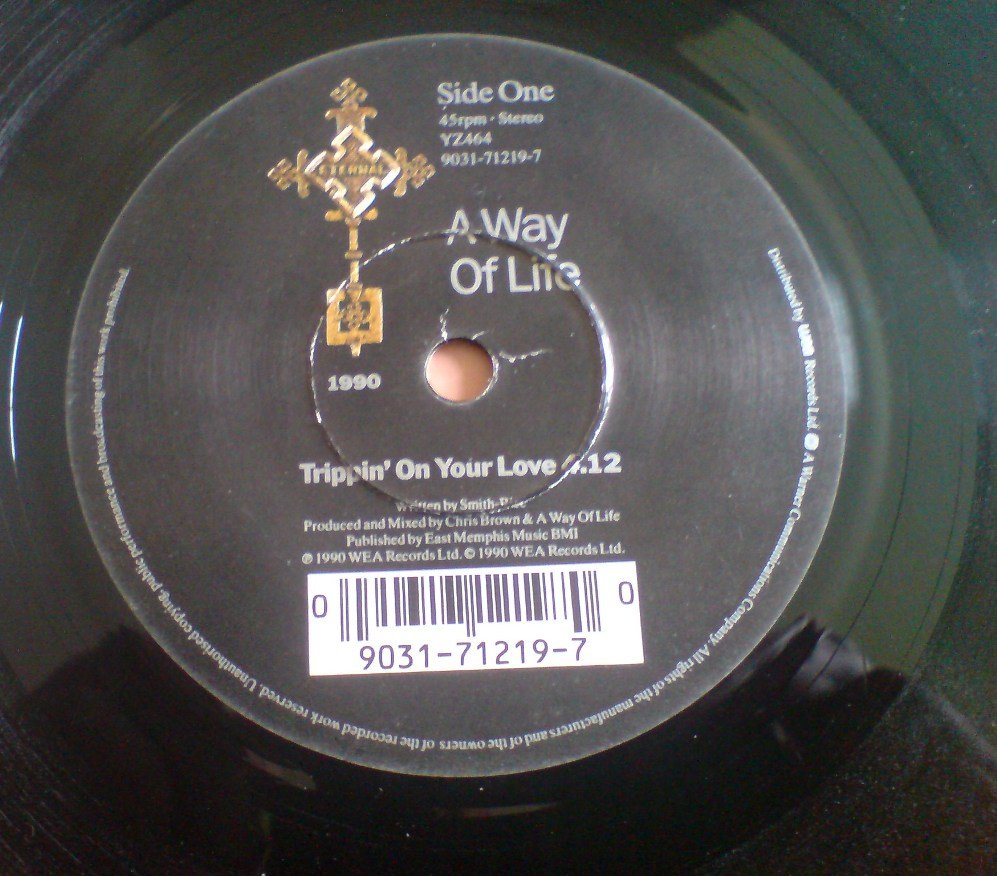 Side One
45rpm · Stereo
YZ464
9031-71219-7
ETERNAL
A Way
Of Life
1990
Trippin' On Your Love 4.12
Written by Smith-Rice
Produced and Mixed by Chris Brown & A Way Of Life
Published by East Memphis Music BMI
℗ 1990 WEA Records Ltd. © 1990 WEA Records Ltd.
0 0
9031-71219-7
Distributed by wea Records Ltd. A Warner Communications Company. All rights of the manufacturers and of the owners of the recorded work reserved. Unauthorised copying, public performance and broadcasting of this work prohibited